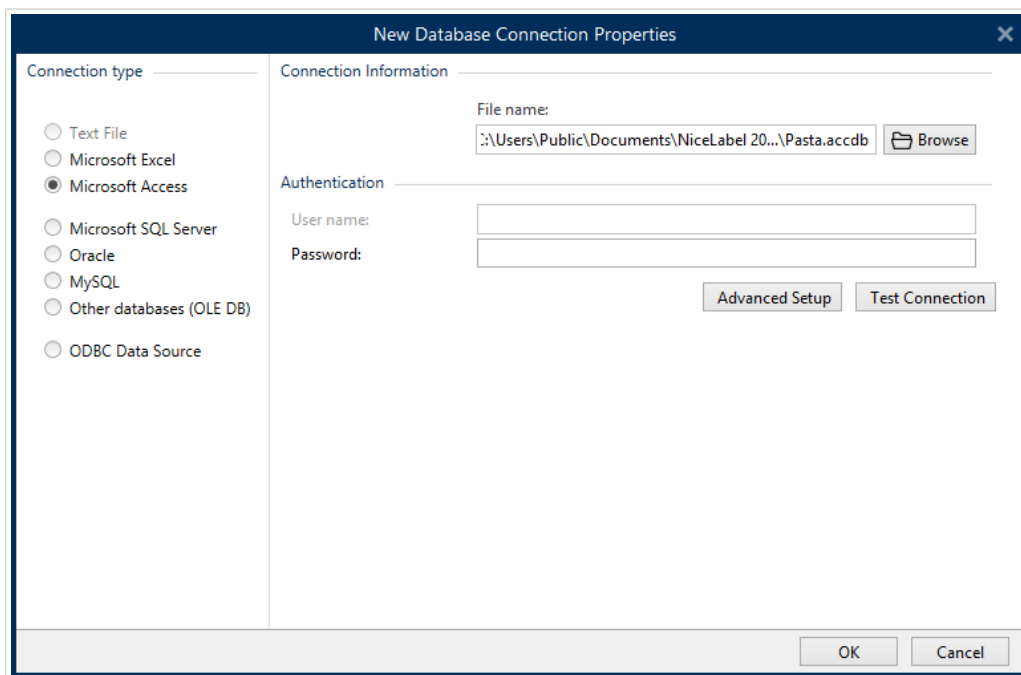 New Database Connection Properties
Connection type
Text File
Microsoft Excel
Microsoft Access
Microsoft SQL Server
Oracle
MySQL
Other databases (OLE DB)
ODBC Data Source
Connection Information
File name:
:\Users\Public\Documents\NiceLabel 20...\Pasta.accdb
Browse
Authentication
User name:
Password:
Advanced Setup
Test Connection
OK
Cancel